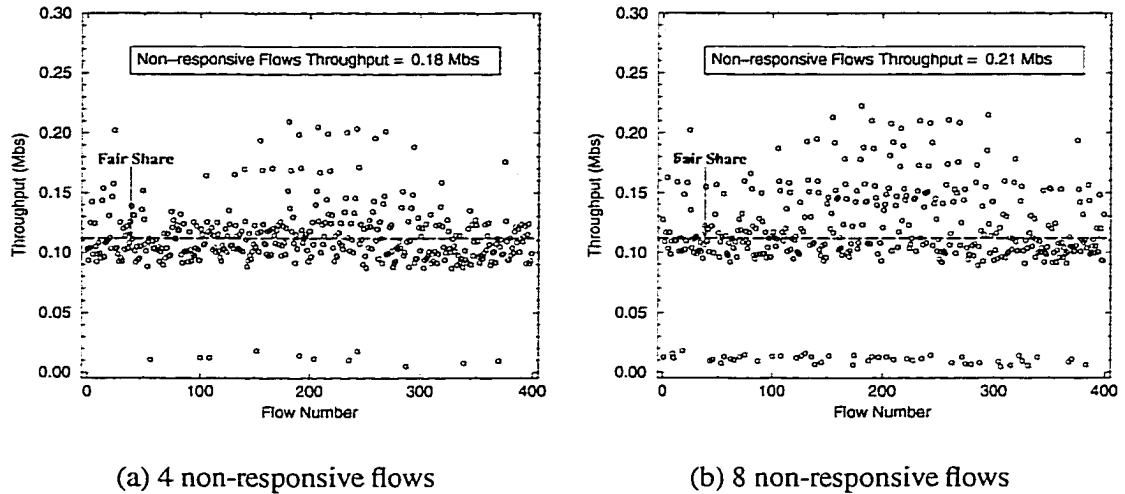 0.30
0.25
0.20
0.15
0.10
0.05
0.00
Throughput (Mbs)
Non-responsive Flows Throughput = 0.18 Mbs
Fair Share
0 100 200 300 400
Flow Number
(a) 4 non-responsive flows
0.30
0.25
0.20
0.15
0.10
0.05
0.00
Throughput (Mbs)
Non-responsive Flows Throughput = 0.21 Mbs
Fair Share
0 100 200 300 400
Flow Number
(b) 8 non-responsive flows